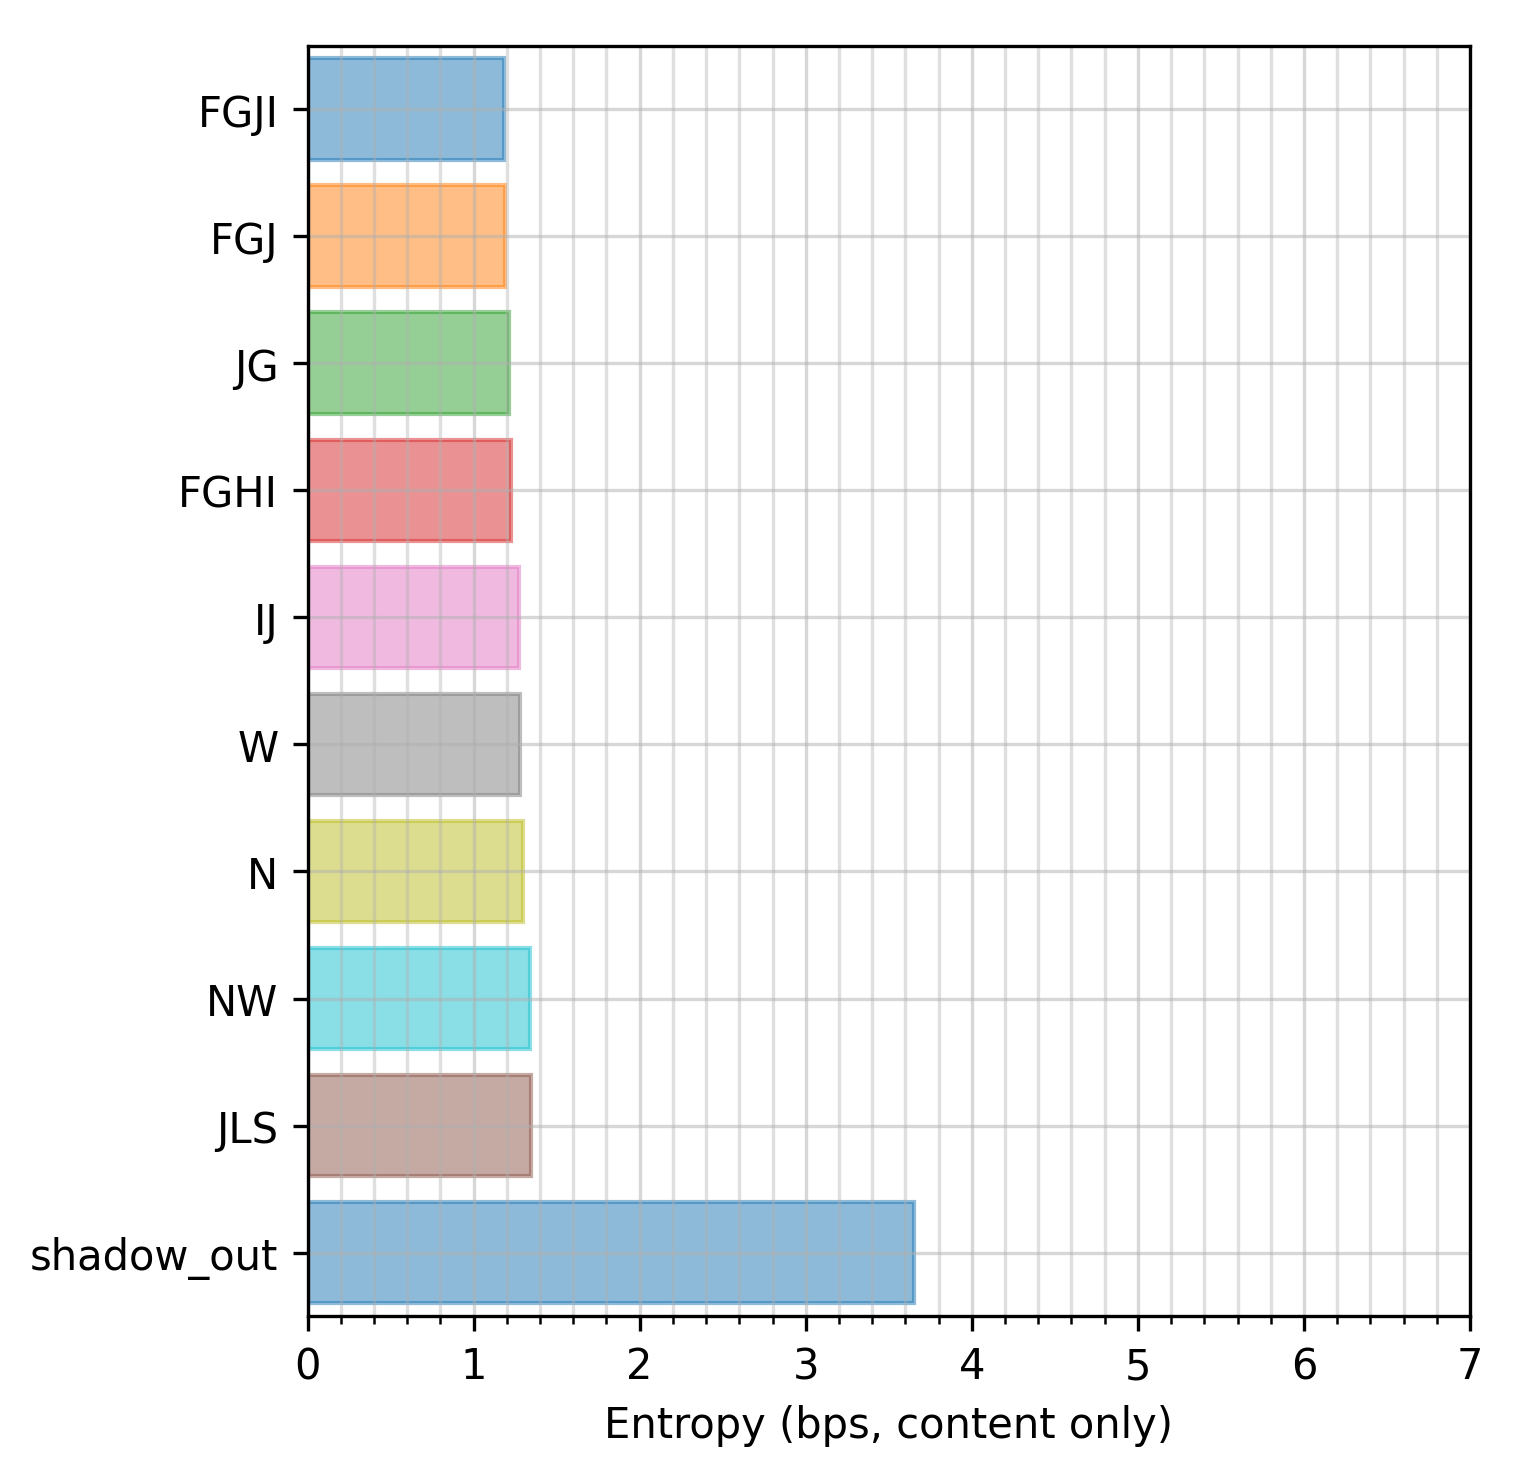 FGJI
FGJ
JG
FGHI
IJ
W
N
NW
JLS
shadow_out
0 1 2 3 4 5 6 7
Entropy (bps, content only)